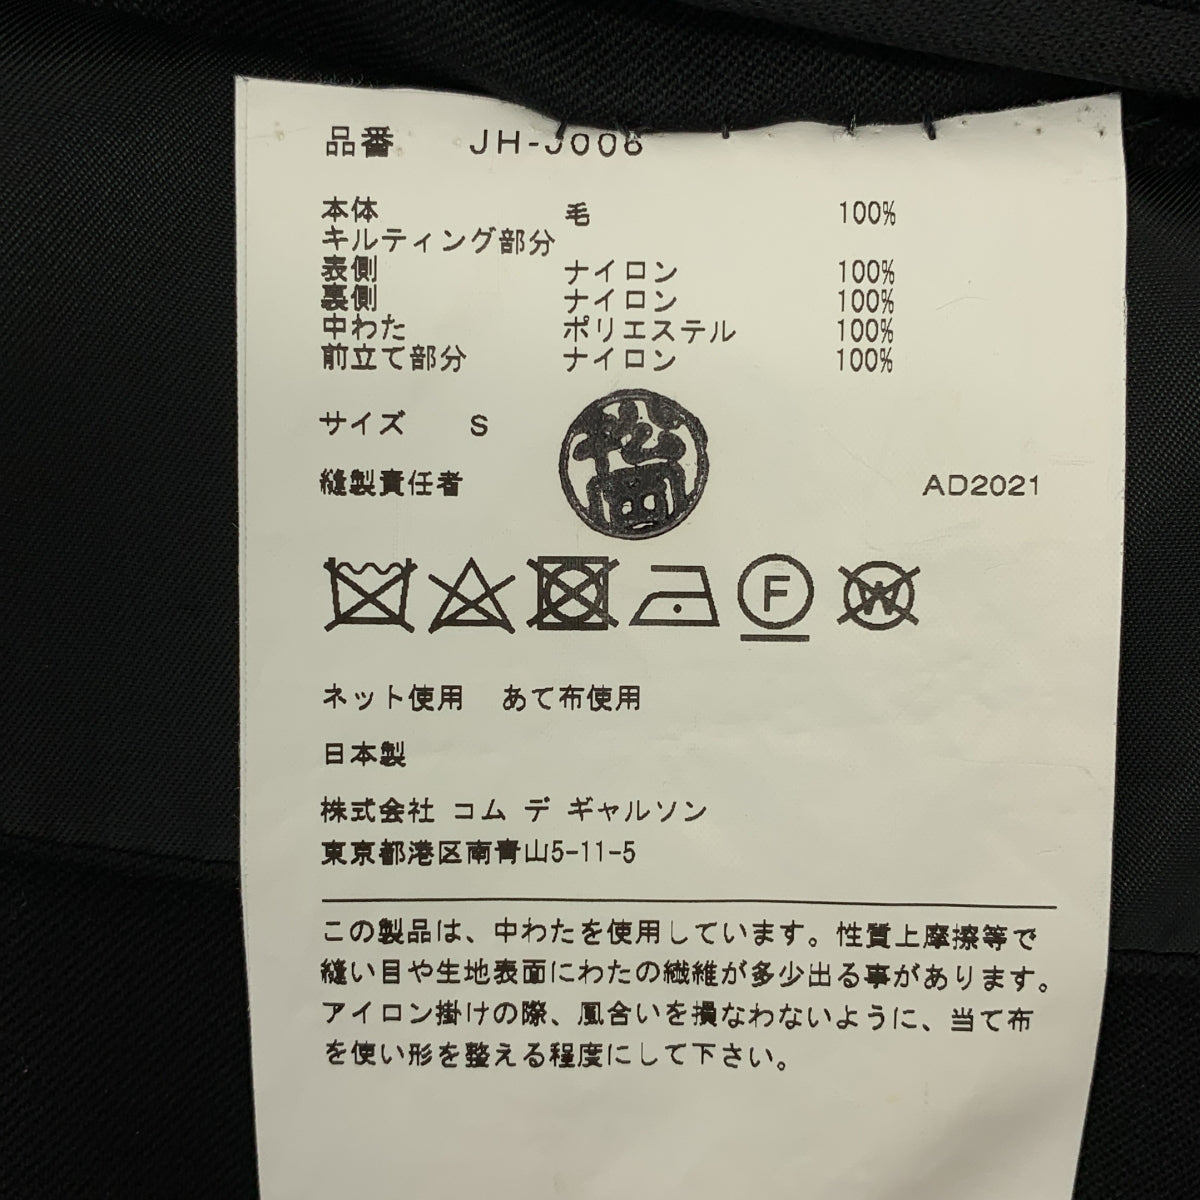 品番 JH-J006
本体 毛 100%
キルティング部分
表側 ナイロン 100%
裏側 ナイロン 100%
中わた ポリエステル 100%
前立て部分 ナイロン 100%
サイズ S
松岡
縫製責任者 AD2021
F W
ネット使用 あて布使用
日本製
株式会社 コム デ ギャルソン
東京都港区南青山5-11-5
この製品は、中わたを使用しています。性質上摩擦等で
縫い目や生地表面にわたの繊維が多少出る事があります。
アイロン掛けの際、風合いを損なわないように、当て布
を使い形を整える程度にして下さい。